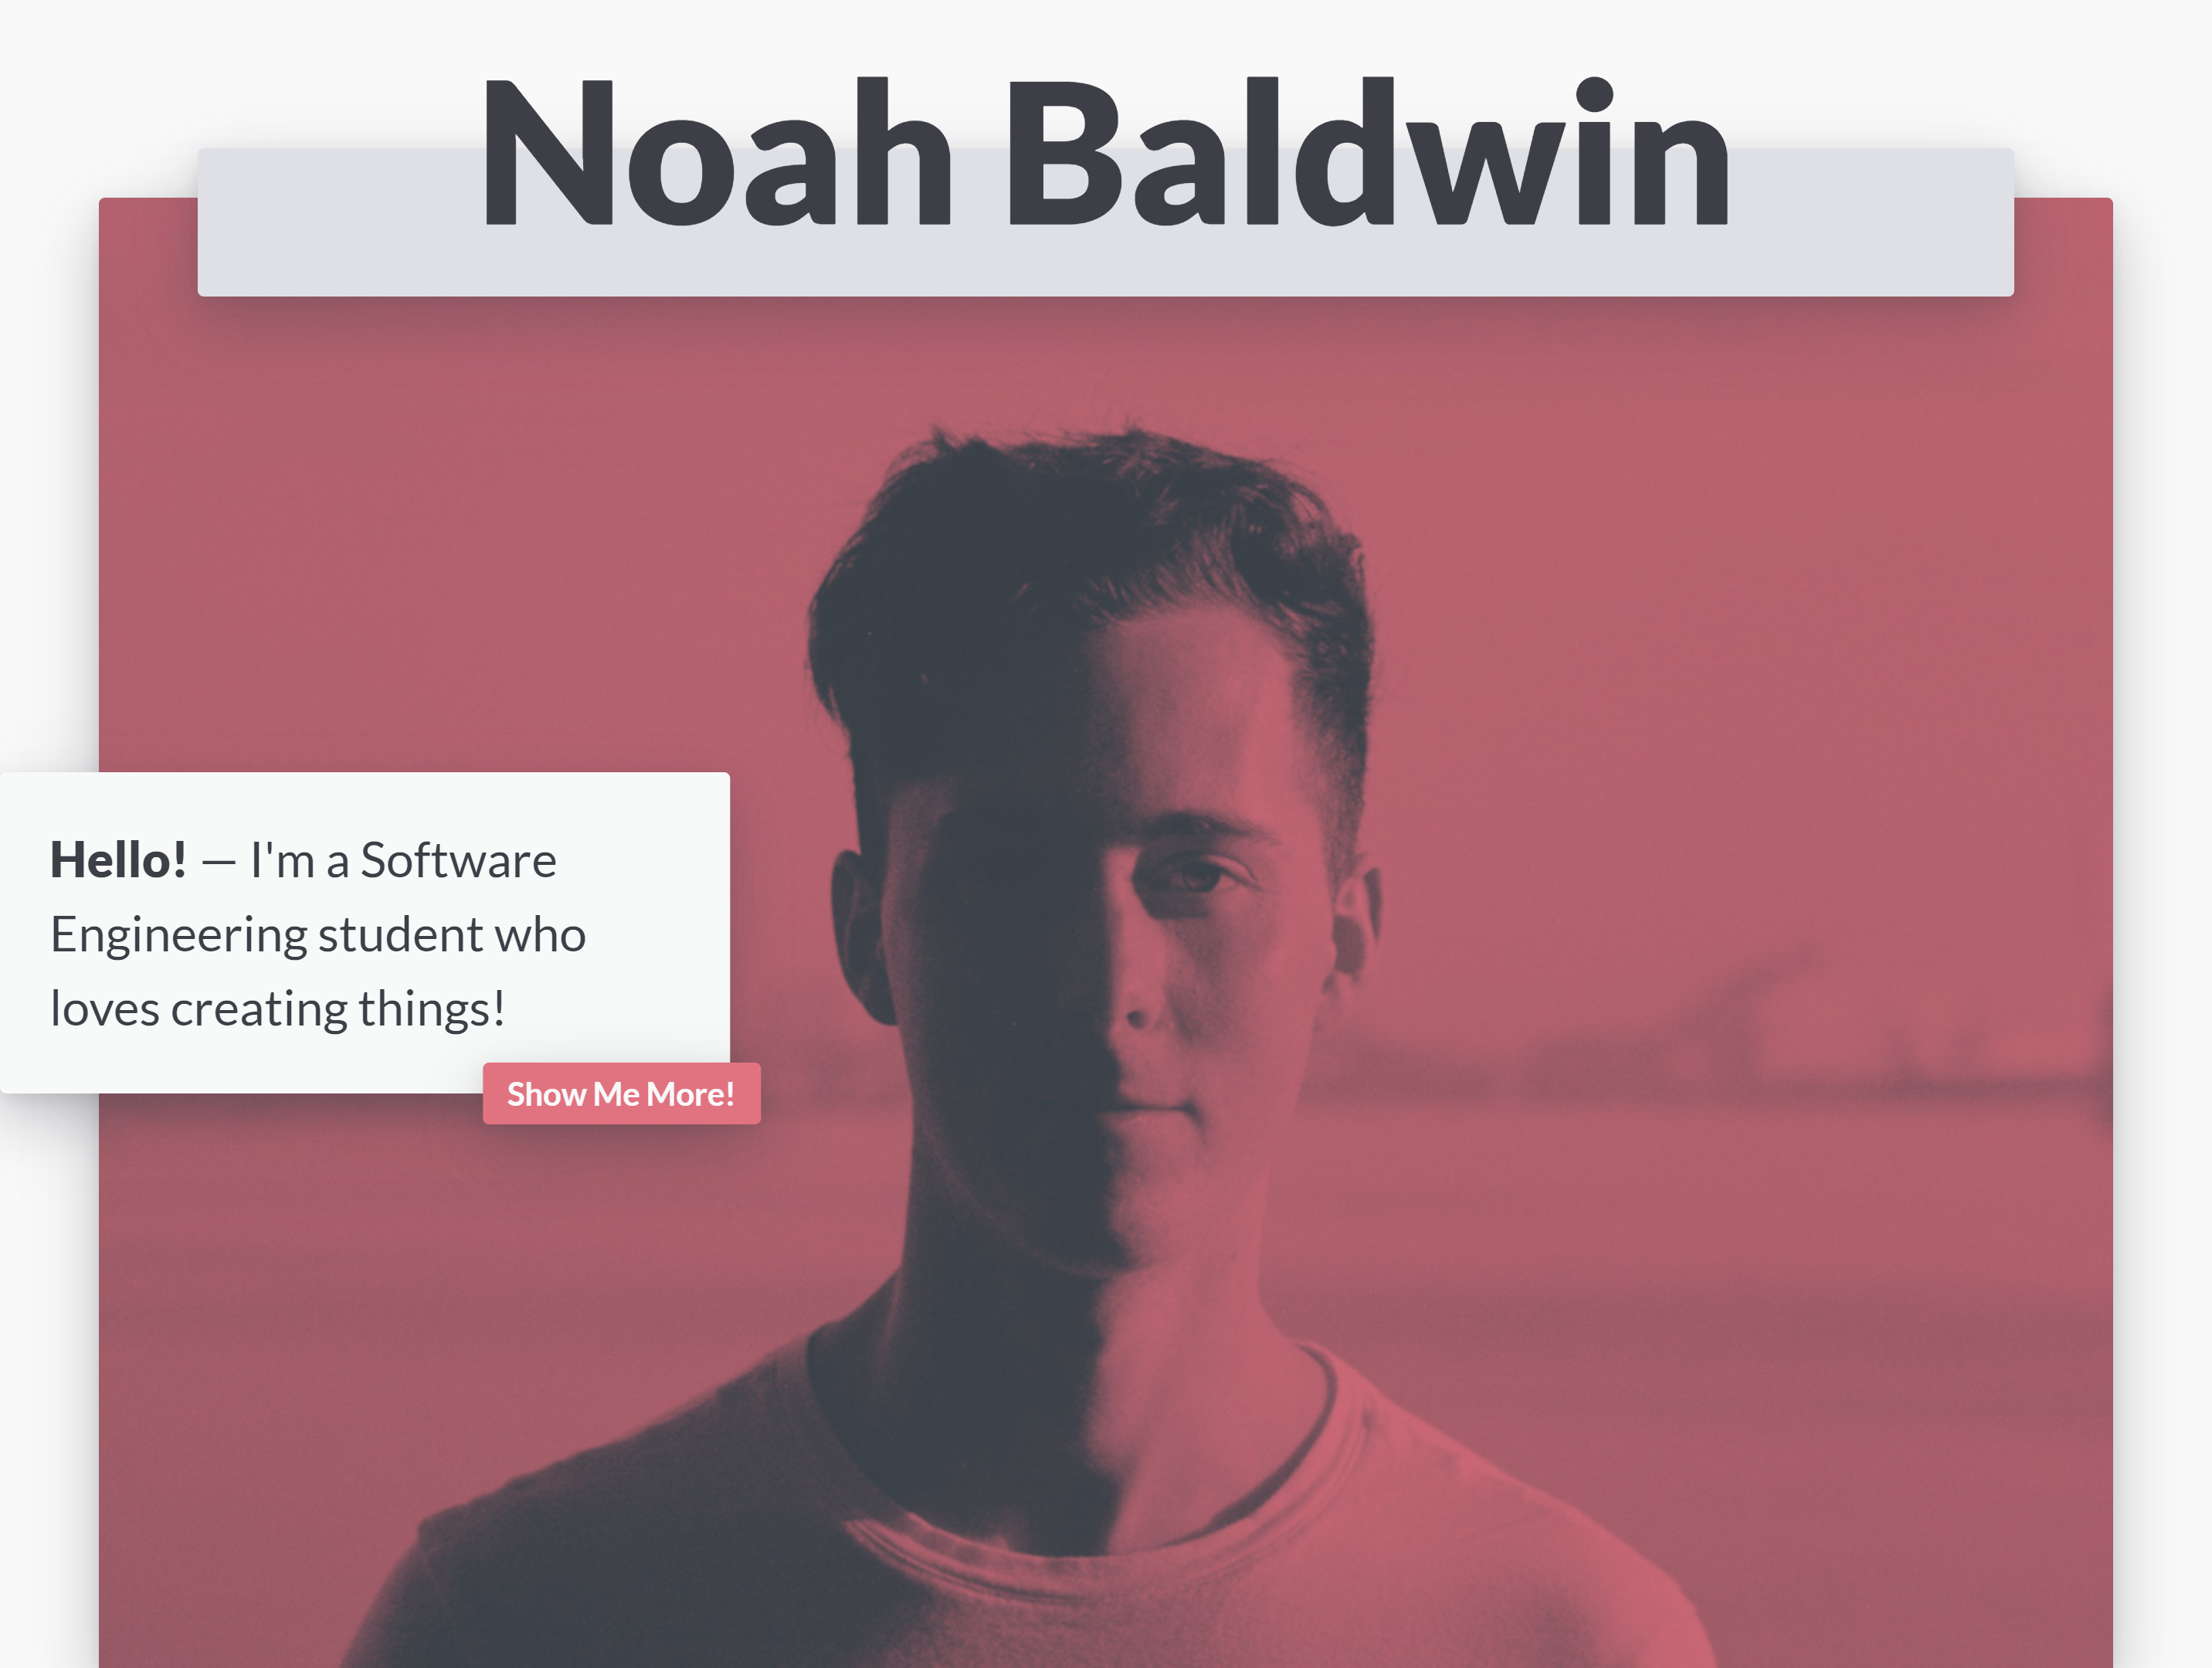 Noah Baldwin
Hello! — I'm a Software
Engineering student who
loves creating things!
Show Me More!